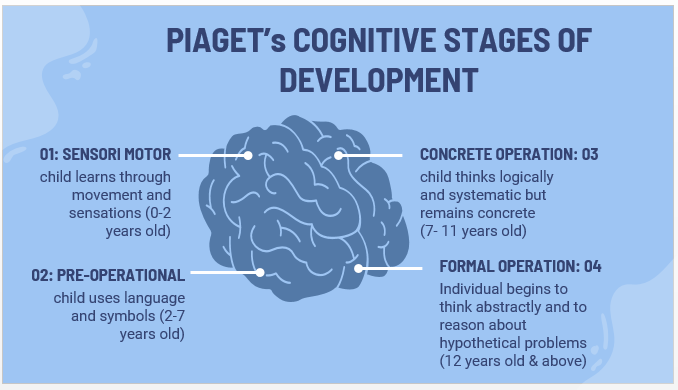 PIAGET's COGNITIVE STAGES OF
DEVELOPMENT
01: SENSORI MOTOR
child learns through
movement and
sensations (0-2
years old)
02: PRE-OPERATIONAL
child uses language
and symbols (2-7
years old)
CONCRETE OPERATION: 03
child thinks logically
and systematic but
remains concrete
(7- 11 years old)
FORMAL OPERATION: 04
Individual begins to
think abstractly and to
reason about
hypothetical problems
(12 years old & above)